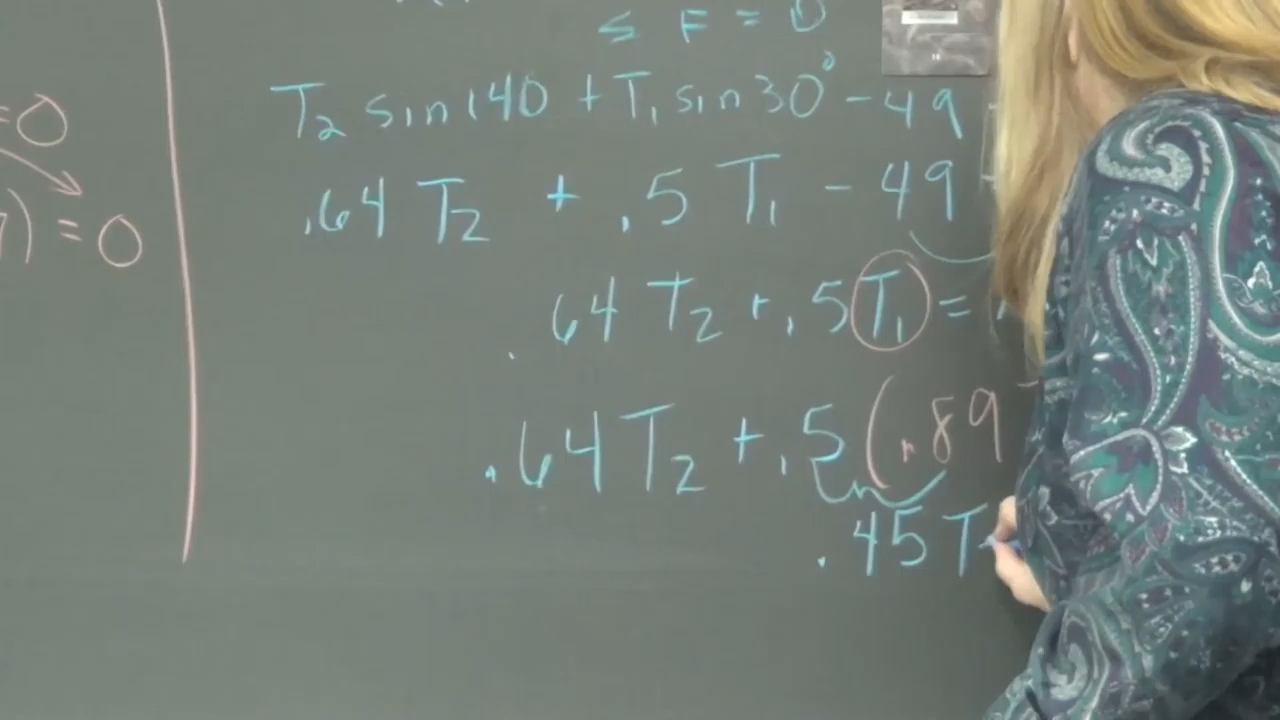 =0
) = 0
Σ F = 0
T₂ sin140 + T₁ sin30° - 49
.64 T₂ + .5 T₁ - 49
.64 T₂ + .5 T₁ =
.64 T₂ + .5 (.89
.45 T